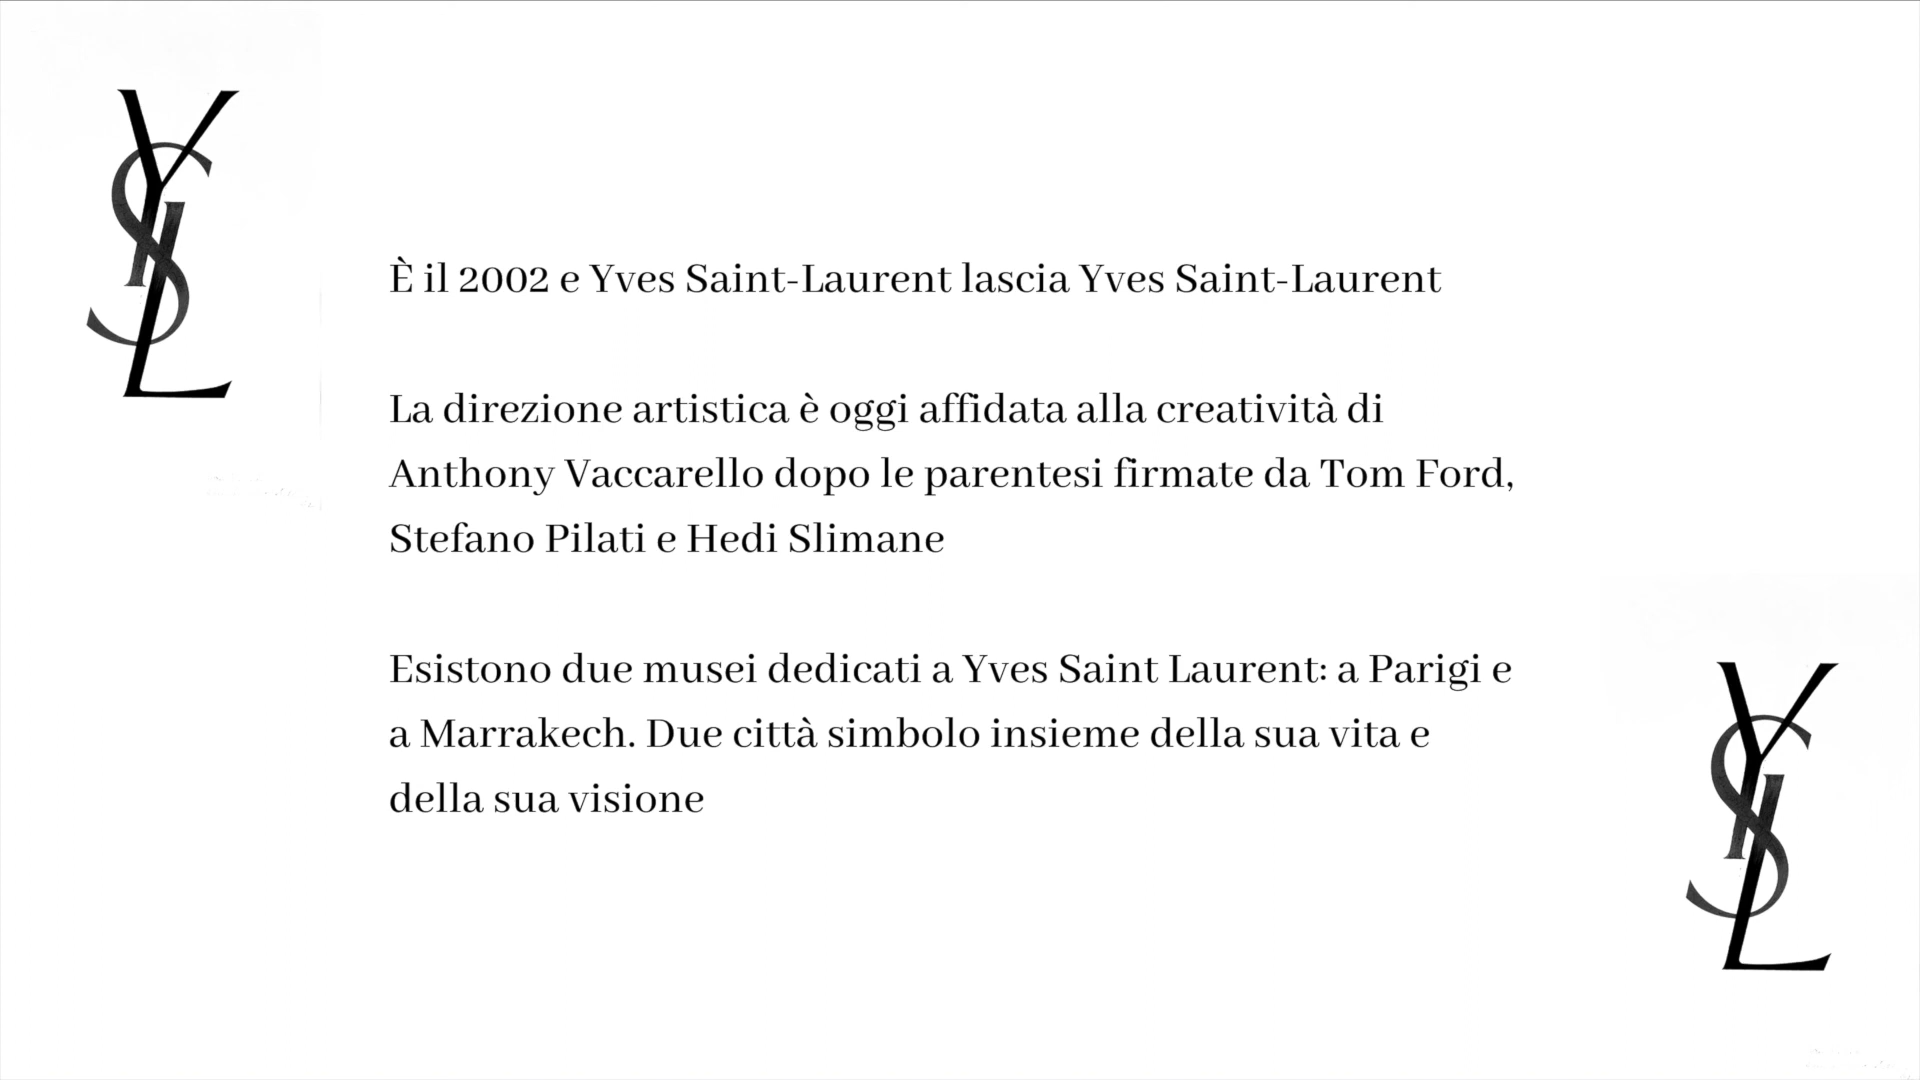 YSL
È il 2002 e Yves Saint-Laurent lascia Yves Saint-Laurent
La direzione artistica è oggi affidata alla creatività di
Anthony Vaccarello dopo le parentesi firmate da Tom Ford,
Stefano Pilati e Hedi Slimane
Esistono due musei dedicati a Yves Saint Laurent: a Parigi e
a Marrakech. Due città simbolo insieme della sua vita e
della sua visione
YSL